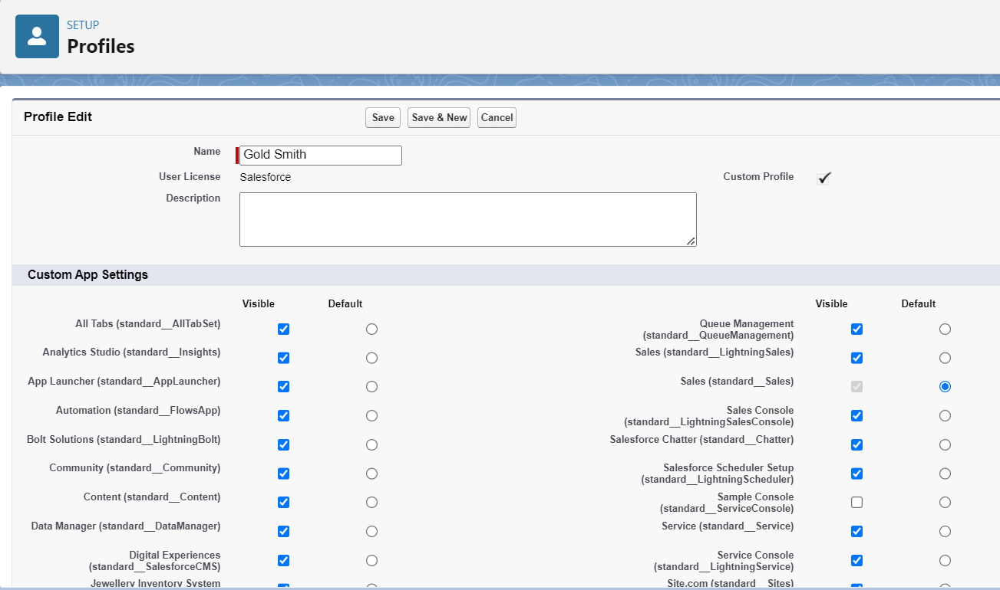 SETUP
Profiles
Profile Edit
Save
Save & New
Cancel
Name
Gold Smith
User License
Salesforce
Custom Profile
Description
Custom App Settings
Visible
Default
Visible
Default
All Tabs (standard__AllTabSet)
Queue Management
(standard__QueueManagement)
Analytics Studio (standard__Insights)
Sales (standard__LightningSales)
App Launcher (standard__AppLauncher)
Sales (standard__Sales)
Automation (standard__FlowsApp)
Sales Console
(standard__LightningSalesConsole)
Bolt Solutions (standard__LightningBolt)
Salesforce Chatter (standard__Chatter)
Community (standard__Community)
Salesforce Scheduler Setup
(standard__LightningScheduler)
Content (standard__Content)
Sample Console
(standard__ServiceConsole)
Data Manager (standard__DataManager)
Service (standard__Service)
Digital Experiences
(standard__SalesforceCMS)
Service Console
(standard__LightningService)
Jewellery Inventory System
Site.com (standard__Sites)